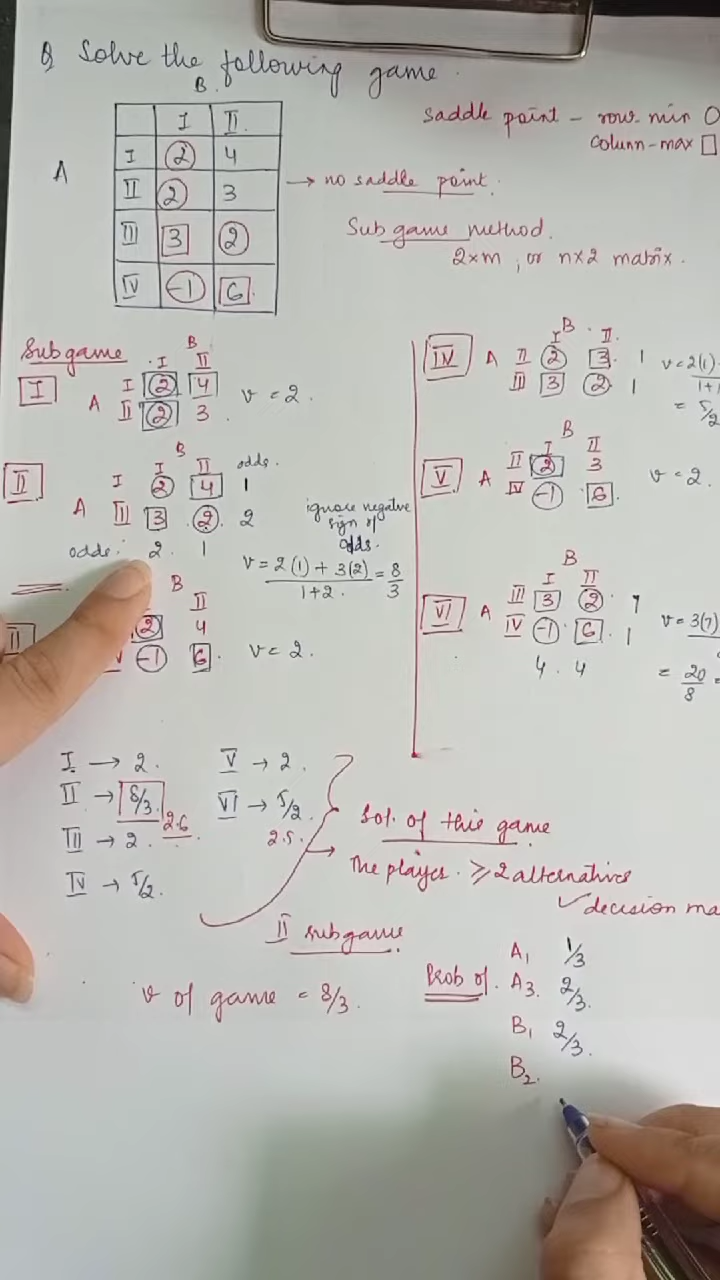 Q Solve the following game.
B.
I II
A
I 2 4
II 2 3
III 3 2
IV -1 6
Saddle point - row min O
Column-max □
→ no saddle point.
Sub game method.
2×m, or n×2 matrix.
Subgame
I
B
I II
A
I 2 4
II 2 3
v = 2.
II
B
I II odds.
A
I 2 4 1
III 3 2 2
odds: 2. 1
ignore negative
sign of
odds.
v = 2(1) + 3(2) = 8
1+2. 3
B
II
2 4
-1 6.
v = 2.
IV
B
I II.
A
II 2 3. 1
III 3 2 1
v = 2(1)
= 5/2
V
B
I II
A
II 2 3
IV -1 6.
v = 2.
VI
B
I II
A
III 3 2 7
IV -1 6. 1
4. 4
v = 3(7)
= 20
8
I → 2.
II → 8/3. 2.6
III → 2.
IV → 5/2.
V → 2.
VI → 5/2.
2.5.
Sol. of this game
→ The player. ≥ 2 alternatives
✓decision ma
II subgame.
v of game = 8/3.
Prob of.
A1 1/3
A3. 2/3.
B1 2/3.
B2.